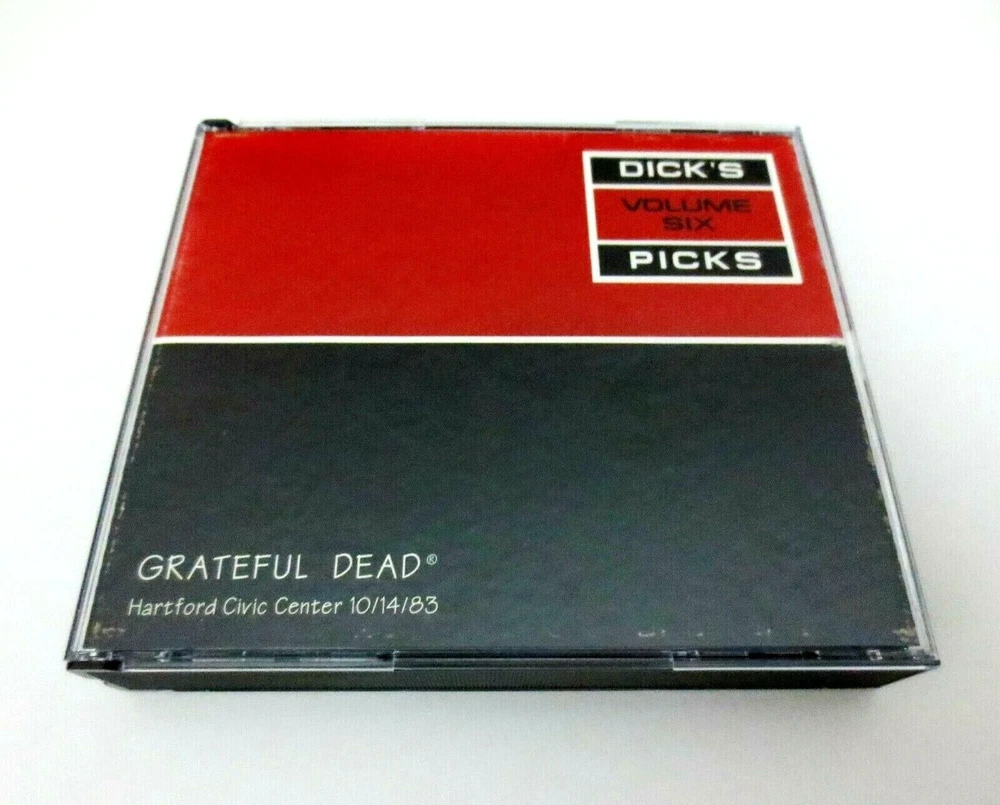 DICK'S
VOLUME
SIX
PICKS
GRATEFUL DEAD®
Hartford Civic Center 10/14/83